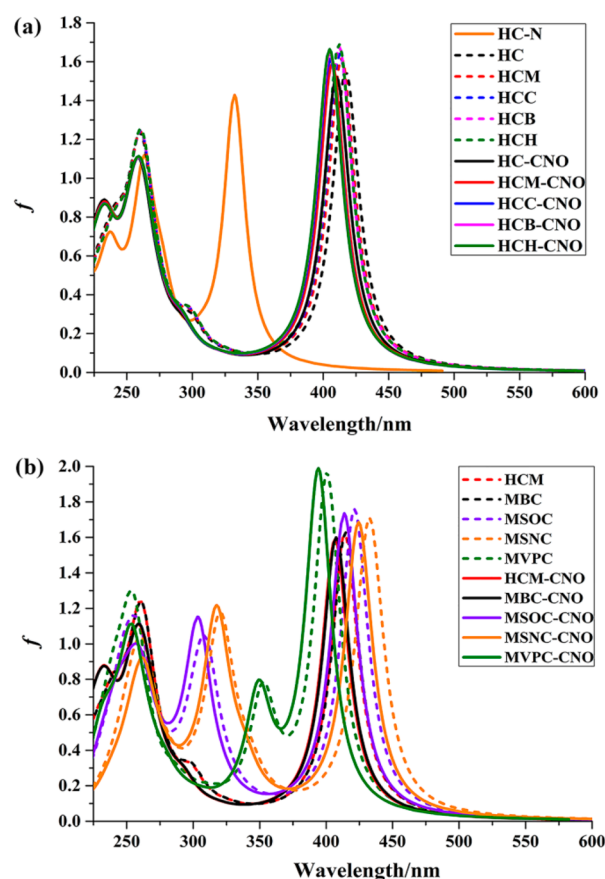 (a)
1.8
1.6
1.4
1.2
1.0
0.8
0.6
0.4
0.2
0.0
f
HC-N
HC
HCM
HCC
HCB
HCH
HC-CNO
HCM-CNO
HCC-CNO
HCB-CNO
HCH-CNO
250 300 350 400 450 500 550 600
Wavelength/nm
(b)
2.0
1.8
1.6
1.4
1.2
1.0
0.8
0.6
0.4
0.2
0.0
f
HCM
MBC
MSOC
MSNC
MVPC
HCM-CNO
MBC-CNO
MSOC-CNO
MSNC-CNO
MVPC-CNO
250 300 350 400 450 500 550 600
Wavelength/nm